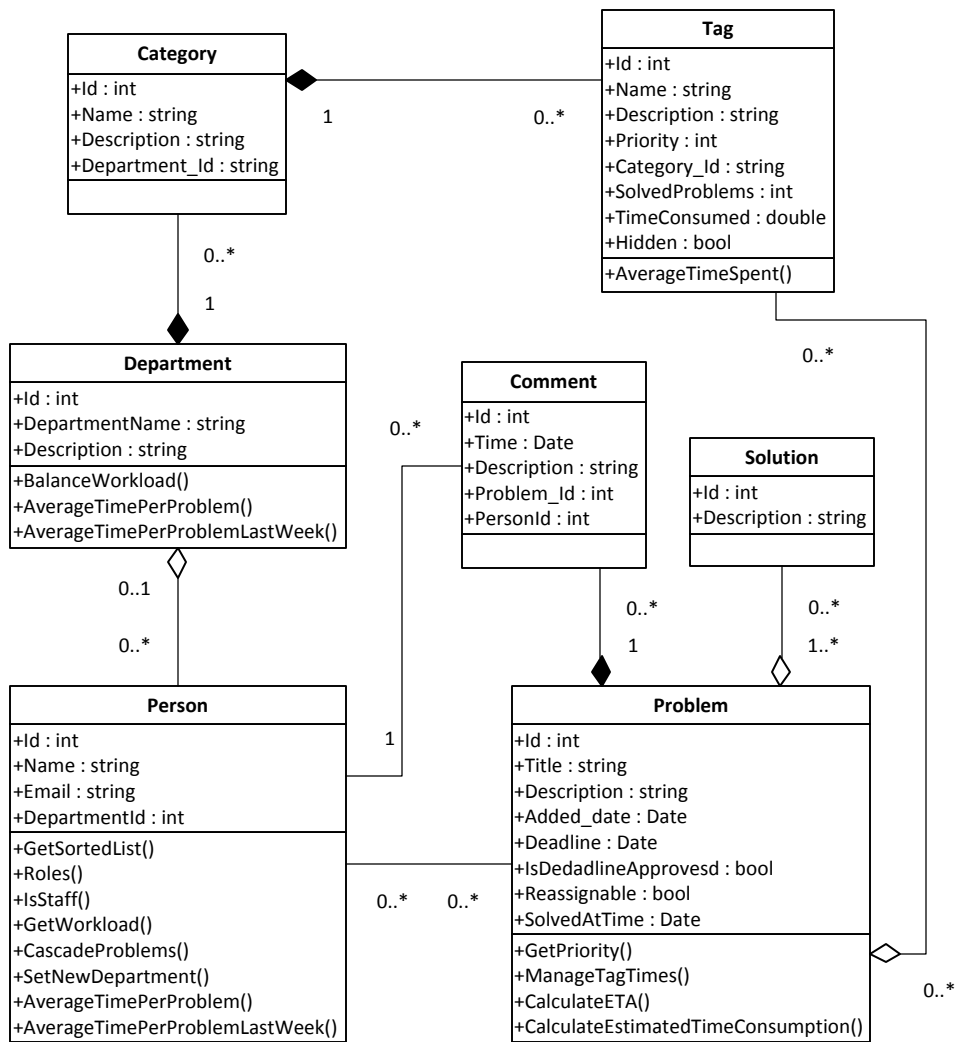 Category
+Id : int
+Name : string
+Description : string
+Department_Id : string
1
0..*
Tag
+Id : int
+Name : string
+Description : string
+Priority : int
+Category_Id : string
+SolvedProblems : int
+TimeConsumed : double
+Hidden : bool
+AverageTimeSpent()
0..*
1
0..*
Department
+Id : int
+DepartmentName : string
+Description : string
+BalanceWorkload()
+AverageTimePerProblem()
+AverageTimePerProblemLastWeek()
0..*
Comment
+Id : int
+Time : Date
+Description : string
+Problem_Id : int
+PersonId : int
Solution
+Id : int
+Description : string
0..1
0..*
0..*
1
0..*
1..*
Person
+Id : int
+Name : string
+Email : string
+DepartmentId : int
+GetSortedList()
+Roles()
+IsStaff()
+GetWorkload()
+CascadeProblems()
+SetNewDepartment()
+AverageTimePerProblem()
+AverageTimePerProblemLastWeek()
1
0..*
0..*
Problem
+Id : int
+Title : string
+Description : string
+Added_date : Date
+Deadline : Date
+IsDedadlineApprovesd : bool
+Reassignable : bool
+SolvedAtTime : Date
+GetPriority()
+ManageTagTimes()
+CalculateETA()
+CalculateEstimatedTimeConsumption()
0..*